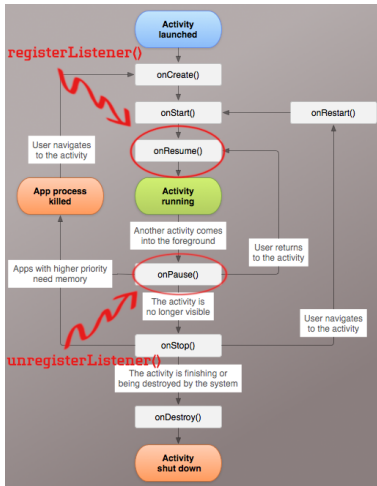 Activity
launched
registerListener()
onCreate()
onStart()
onRestart()
User navigates
to the activity
onResume()
App process
killed
Activity
running
Another activity comes
into the foreground
User returns
to the activity
Apps with higher priority
need memory
onPause()
The activity is
no longer visible
User navigates
to the activity
unregisterListener()
onStop()
The activity is finishing or
being destroyed by the system
onDestroy()
Activity
shut down